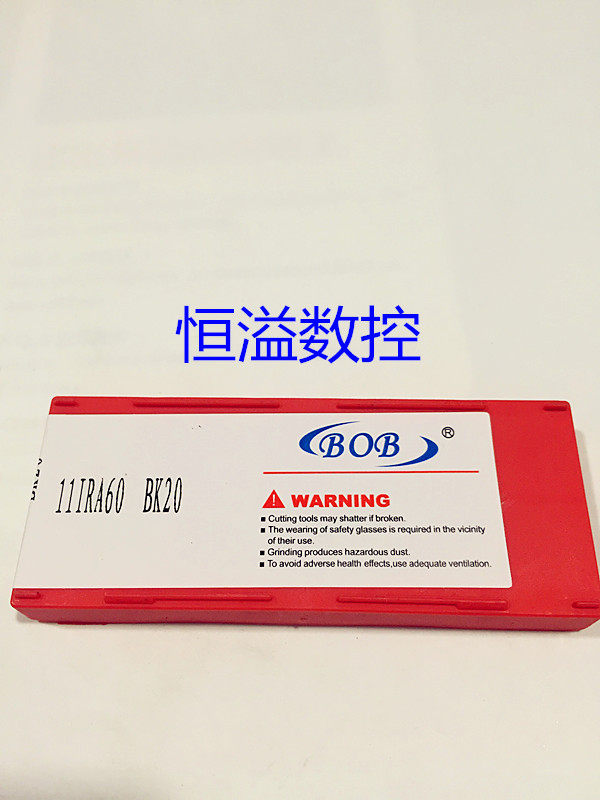 恒溢数控
BOB®
11IRA60 BK20
WARNING
■ Cutting tools may shatter if broken.
■ The wearing of safety glasses is required in the vicinity
of their use.
■ Grinding produces hazardous dust.
■ To avoid adverse health effects,use adequate ventilation.